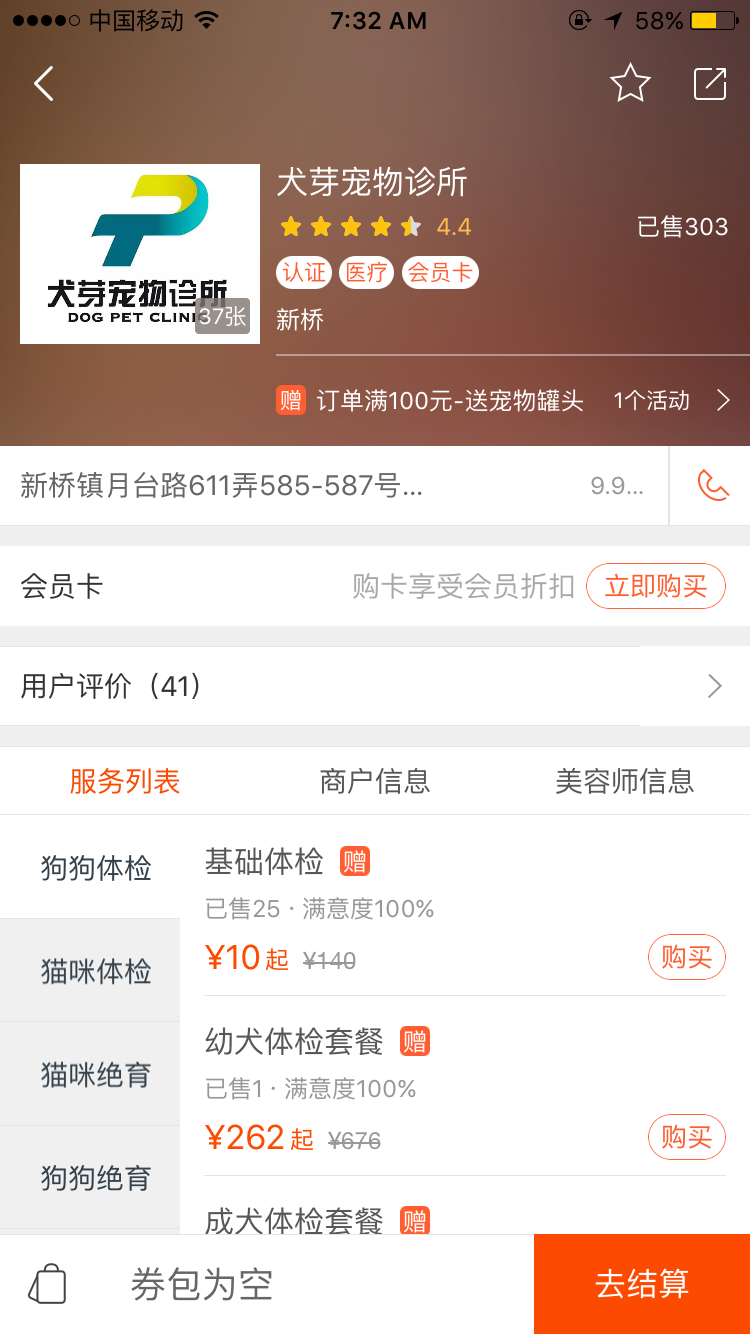 中国移动 7:32 AM 58%
犬芽宠物诊所
4.4 已售303
认证 医疗 会员卡
犬芽宠物诊所
DOG PET CLINIC
37张
新桥
赠 订单满100元-送宠物罐头 1个活动
新桥镇月台路611弄585-587号... 9.9...
会员卡 购卡享受会员折扣 立即购买
用户评价（41）
服务列表 商户信息 美容师信息
狗狗体检
猫咪体检
猫咪绝育
狗狗绝育
基础体检 赠
已售25 · 满意度100%
¥10 起 ¥140 购买
幼犬体检套餐 赠
已售1 · 满意度100%
¥262 起 ¥676 购买
成犬体检套餐 赠
券包为空 去结算